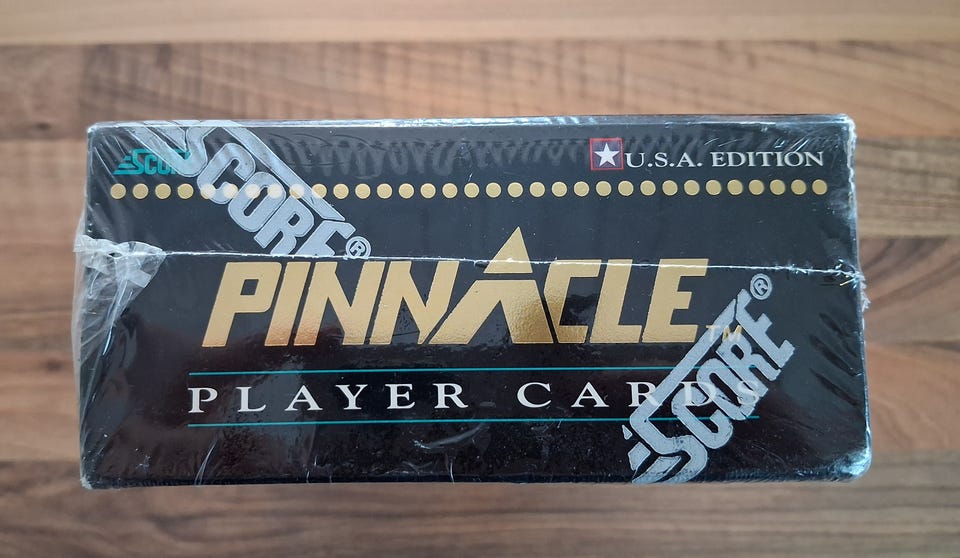 SCORE
U.S.A. EDITION
SCORE®
PINNACLE™
PLAYER CARDS
SCORE®